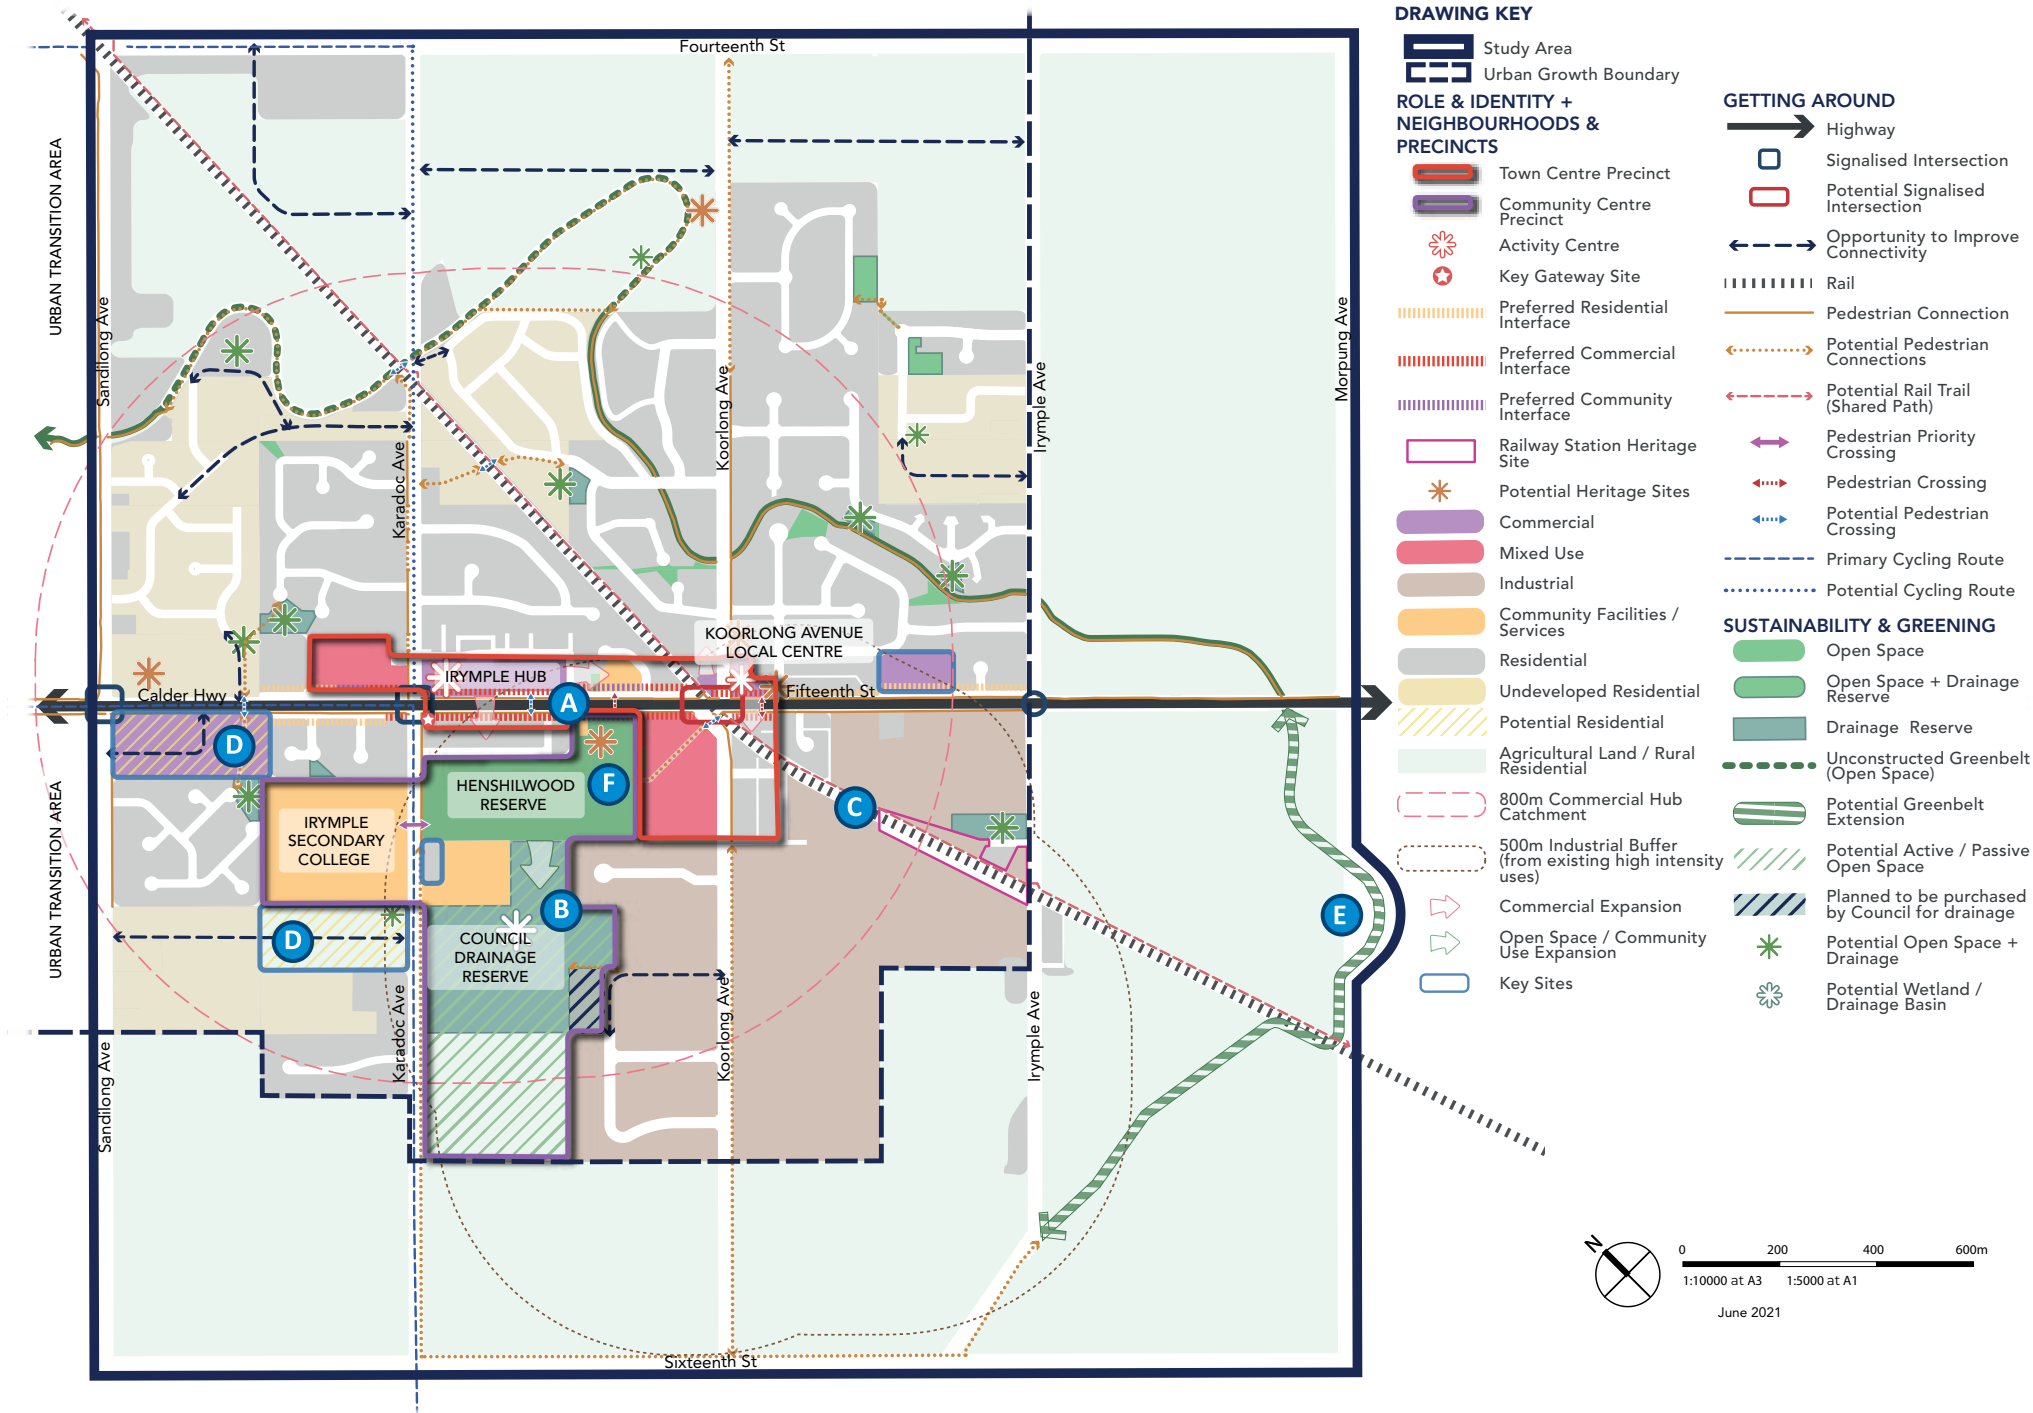 Fourteenth St
URBAN TRANSITION AREA
Sandilong Ave
Karadoc Ave
Koorlong Ave
Irymple Ave
Morpung Ave
KOORLONG AVENUE
LOCAL CENTRE
IRYMPLE HUB
Calder Hwy
Fifteenth St
A
D
F
HENSHILWOOD
RESERVE
C
IRYMPLE
SECONDARY
COLLEGE
URBAN TRANSITION AREA
B
D
COUNCIL
DRAINAGE
RESERVE
E
Sandilong Ave
Karadoc Ave
Koorlong Ave
Irymple Ave
Sixteenth St
DRAWING KEY
Study Area
Urban Growth Boundary
ROLE & IDENTITY +
NEIGHBOURHOODS &
PRECINCTS
Town Centre Precinct
Community Centre
Precinct
Activity Centre
Key Gateway Site
Preferred Residential
Interface
Preferred Commercial
Interface
Preferred Community
Interface
Railway Station Heritage
Site
Potential Heritage Sites
Commercial
Mixed Use
Industrial
Community Facilities /
Services
Residential
Undeveloped Residential
Potential Residential
Agricultural Land / Rural
Residential
800m Commercial Hub
Catchment
500m Industrial Buffer
(from existing high intensity
uses)
Commercial Expansion
Open Space / Community
Use Expansion
Key Sites
GETTING AROUND
Highway
Signalised Intersection
Potential Signalised
Intersection
Opportunity to Improve
Connectivity
Rail
Pedestrian Connection
Potential Pedestrian
Connections
Potential Rail Trail
(Shared Path)
Pedestrian Priority
Crossing
Pedestrian Crossing
Potential Pedestrian
Crossing
Primary Cycling Route
Potential Cycling Route
SUSTAINABILITY & GREENING
Open Space
Open Space + Drainage
Reserve
Drainage Reserve
Unconstructed Greenbelt
(Open Space)
Potential Greenbelt
Extension
Potential Active / Passive
Open Space
Planned to be purchased
by Council for drainage
Potential Open Space +
Drainage
Potential Wetland /
Drainage Basin
N
0 200 400 600m
1:10000 at A3 1:5000 at A1
June 2021